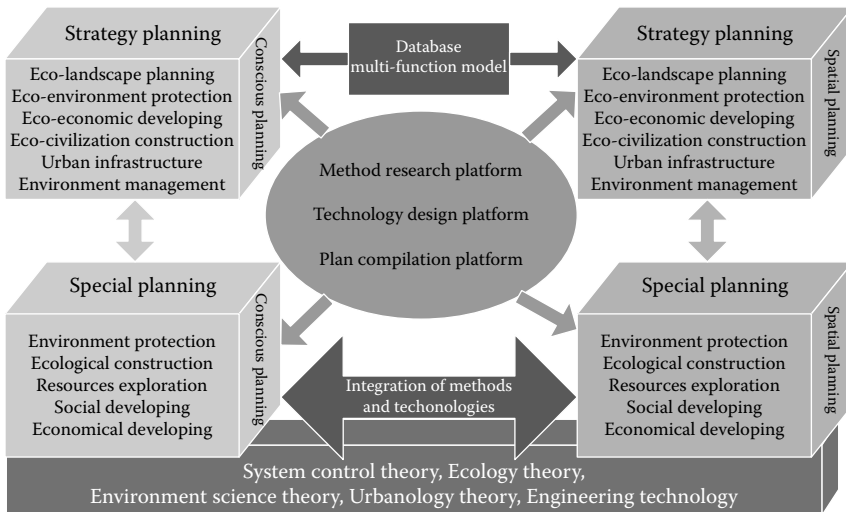 Strategy planning
Conscious planning
Eco-landscape planning
Eco-environment protection
Eco-economic developing
Eco-civilization construction
Urban infrastructure
Environment management
Database
multi-function model
Strategy planning
Spatial planning
Eco-landscape planning
Eco-environment protection
Eco-economic developing
Eco-civilization construction
Urban infrastructure
Environment management
Method research platform
Technology design platform
Plan compilation platform
Special planning
Conscious planning
Environment protection
Ecological construction
Resources exploration
Social developing
Economical developing
Integration of methods
and techonologies
Special planning
Spatial planning
Environment protection
Ecological construction
Resources exploration
Social developing
Economical developing
System control theory, Ecology theory,
Environment science theory, Urbanology theory, Engineering technology